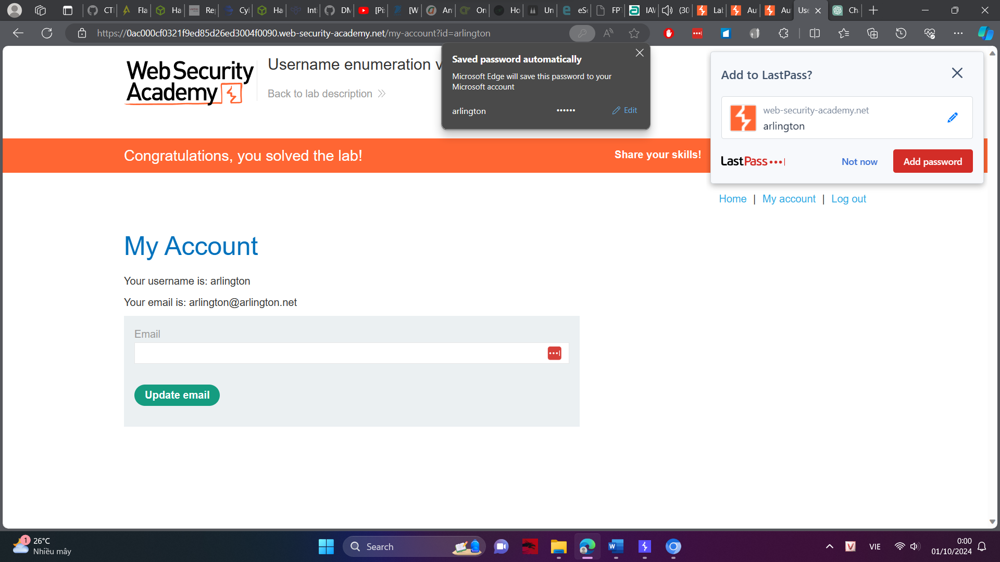 CT
Fla
Ha
Re
Cyl
Ha
Int
DM
[Pi
[W
An
On
Ho
Un
eSe
FP
IAV
(30
Lal
Au
Au
Use
Ch
https://0ac000cf0321f9ed85d26ed3004f0090.web-security-academy.net/my-account?id=arlington
Web Security
Academy
Username enumeration v
Back to lab description
Saved password automatically
Microsoft Edge will save this password to your
Microsoft account
arlington •••••• Edit
Add to LastPass?
web-security-academy.net
arlington
LastPass•••|
Not now
Add password
Congratulations, you solved the lab!
Share your skills!
Home | My account | Log out
My Account
Your username is: arlington
Your email is: arlington@arlington.net
Email
Update email
1
26°C
Nhiều mây
Search
VIE
0:00
01/10/2024